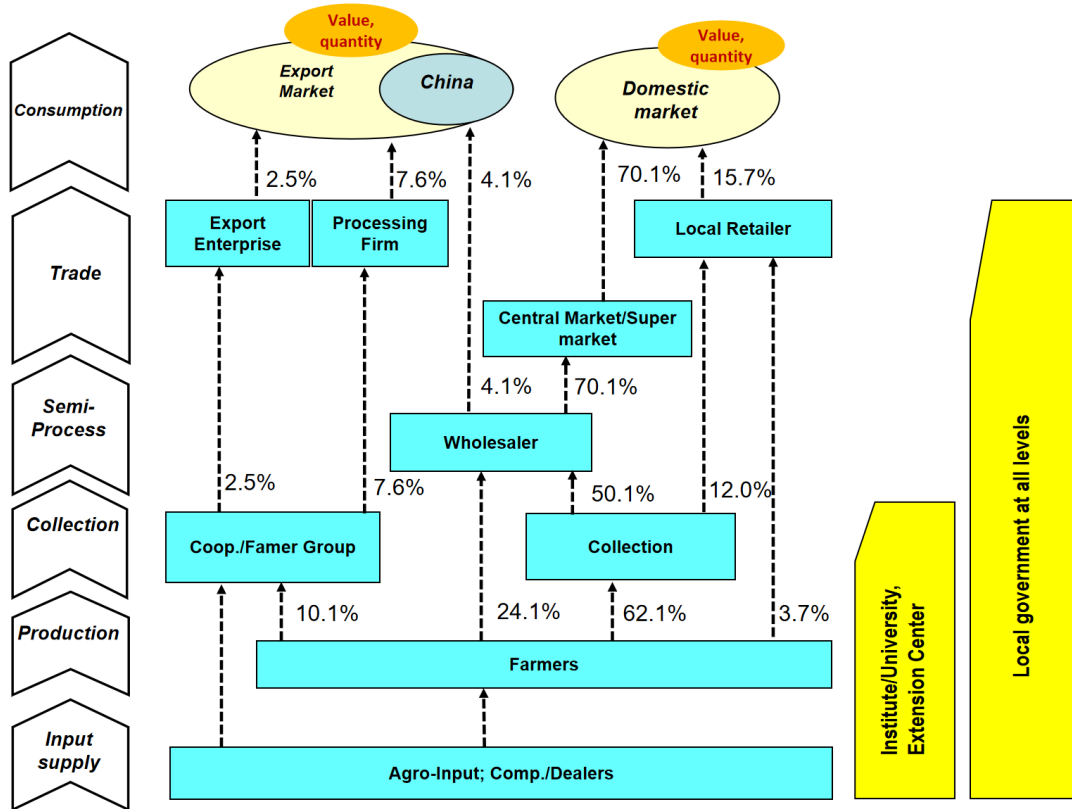 Value,
quantity
Value,
quantity
Export
Market
China
Domestic
market
Consumption
2.5%
7.6%
4.1%
70.1%
15.7%
Export
Enterprise
Processing
Firm
Local Retailer
Trade
Central Market/Super
market
4.1%
70.1%
Semi-
Process
Wholesaler
2.5%
7.6%
50.1%
12.0%
Collection
Coop./Famer Group
Collection
10.1%
24.1%
62.1%
3.7%
Production
Farmers
Input
supply
Agro-Input; Comp./Dealers
Institute/University,
Extension Center
Local government at all levels